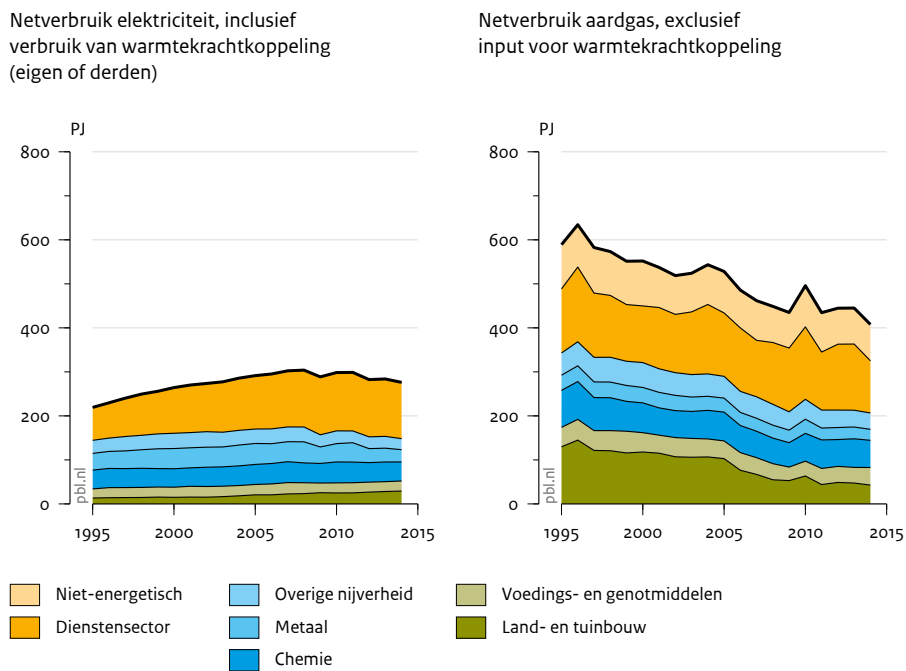 Netverbruik elektriciteit, inclusief
verbruik van warmtekrachtkoppeling
(eigen of derden)
PJ
800
600
400
200
0
pbl.nl
1995
2000
2005
2010
2015
Netverbruik aardgas, exclusief
input voor warmtekrachtkoppeling
PJ
800
600
400
200
0
pbl.nl
1995
2000
2005
2010
2015
Niet-energetisch
Dienstensector
Overige nijverheid
Metaal
Chemie
Voedings- en genotmiddelen
Land- en tuinbouw